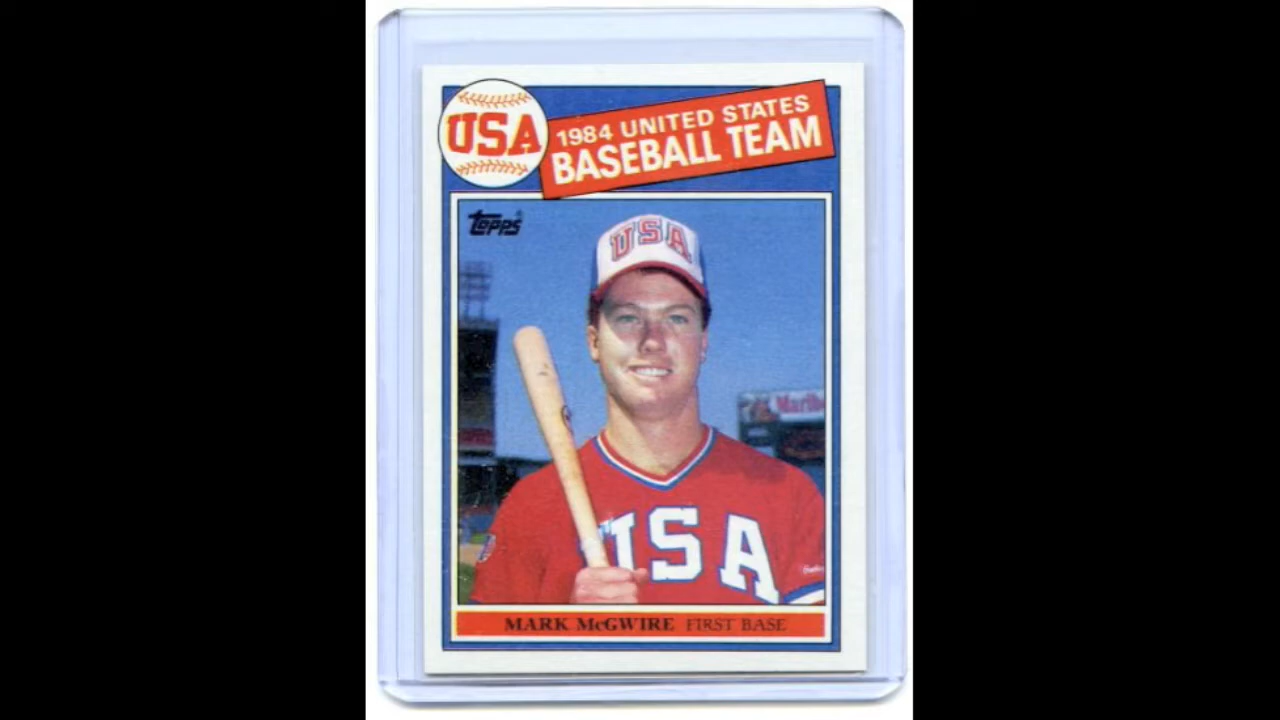 USA
1984 UNITED STATES
BASEBALL TEAM
topps
USA
USA
MARK McGWIRE FIRST BASE